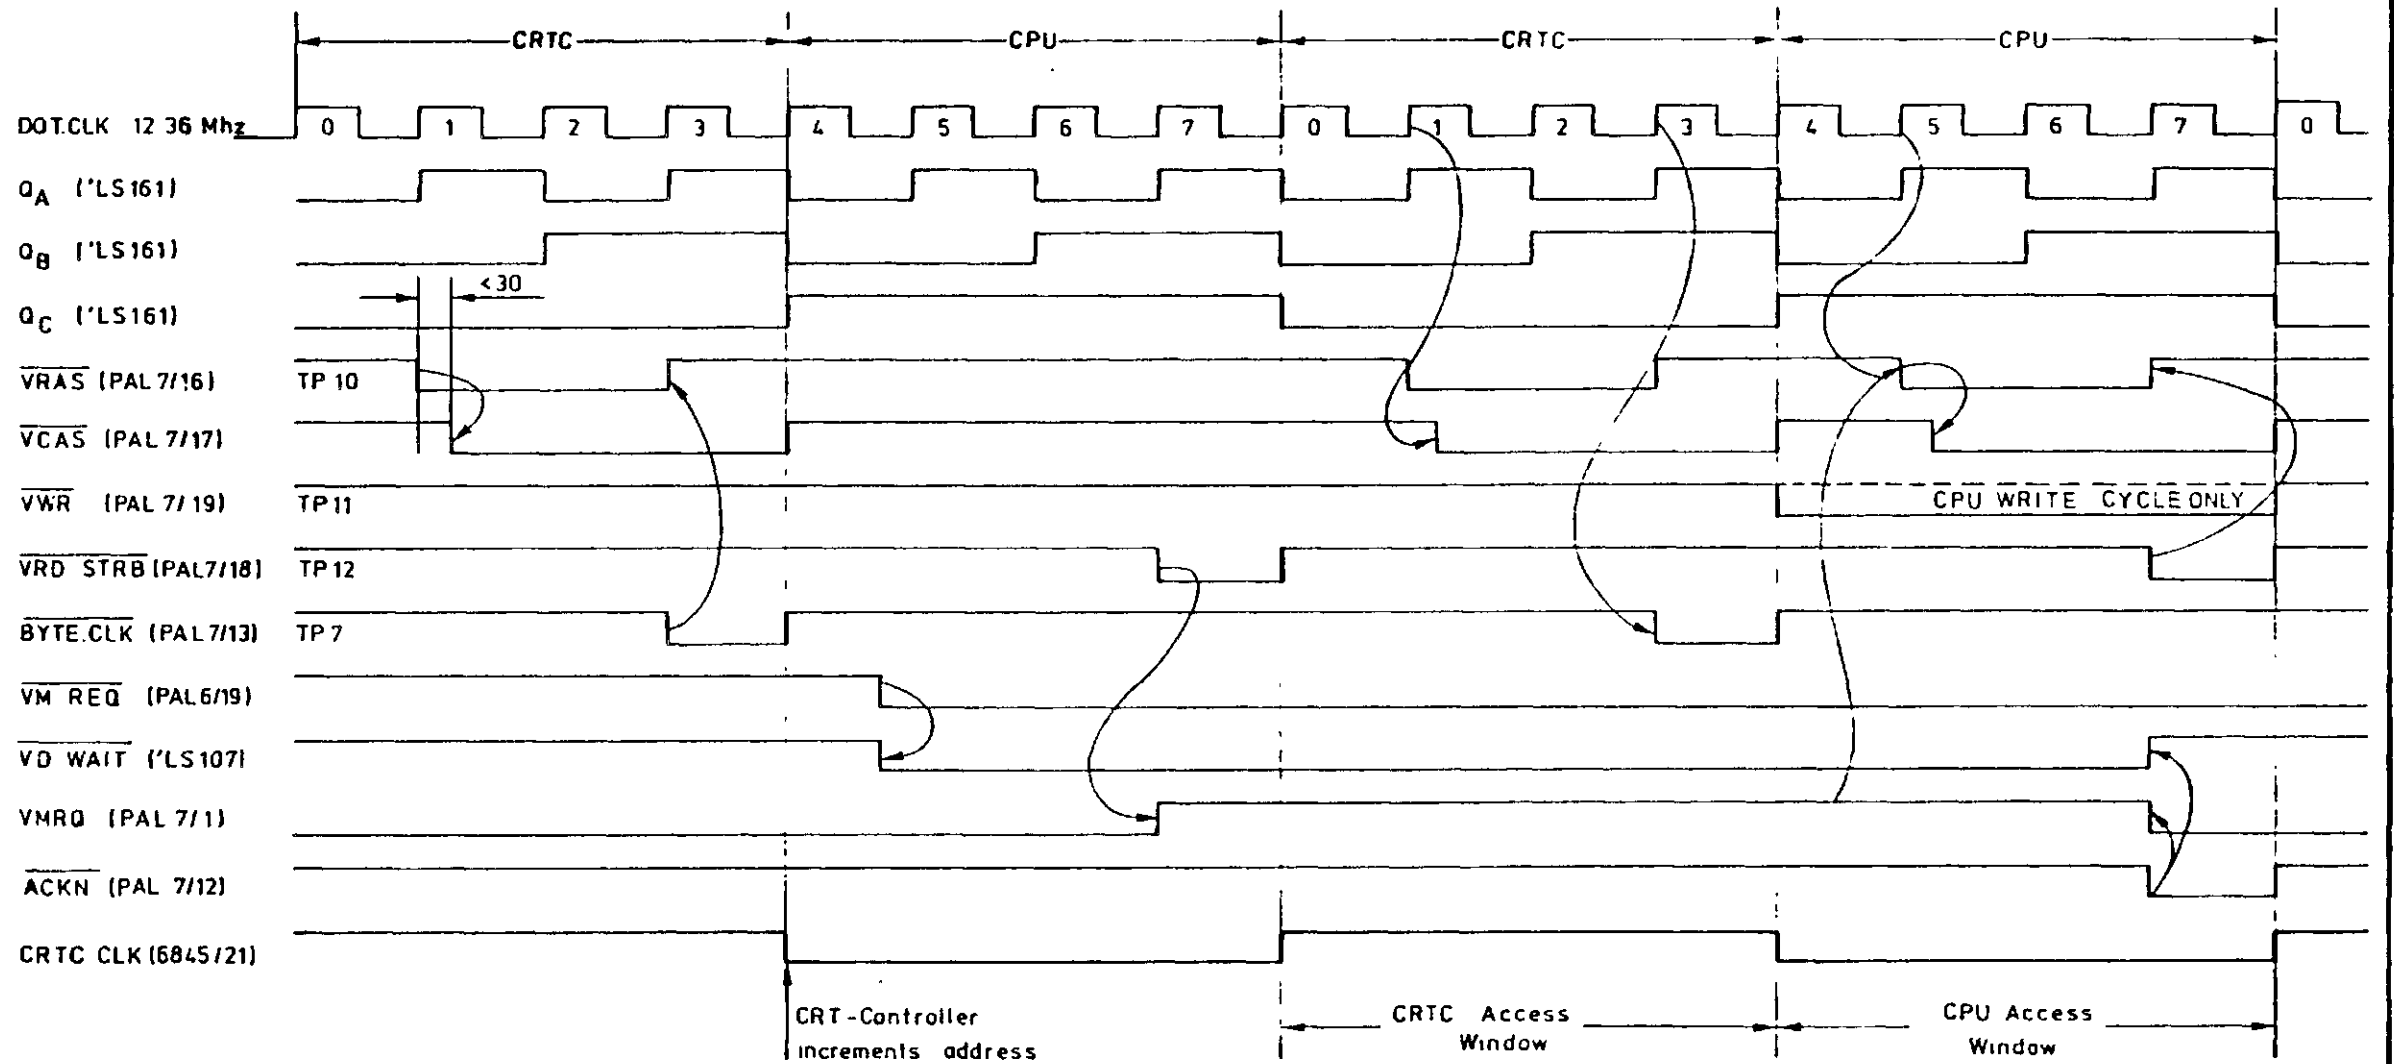 CRTC CPU CRTC CPU
DOT.CLK 12 36 Mhz 0 1 2 3 4 5 6 7 0 1 2 3 4 5 6 7 0
QA ('LS161)
QB ('LS161)
<30
QC ('LS161)
VRAS (PAL 7/16) TP 10
VCAS (PAL 7/17)
VWR (PAL 7/19) TP 11 CPU WRITE CYCLE ONLY
VRD STRB (PAL7/18) TP 12
BYTE.CLK (PAL 7/13) TP 7
VM REQ (PAL 6/19)
VD WAIT ('LS107)
VMRQ (PAL 7/1)
ACKN (PAL 7/12)
CRTC CLK (6845/21)
CRT-Controller
increments address
CRTC Access
Window
CPU Access
Window